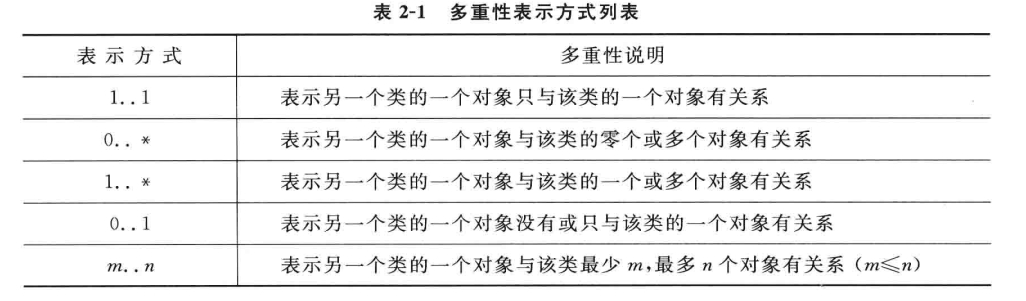 表 2-1 多重性表示方式列表
表 示 方 式 多重性说明
1..1 表示另一个类的一个对象只与该类的一个对象有关系
0.. * 表示另一个类的一个对象与该类的零个或多个对象有关系
1.. * 表示另一个类的一个对象与该类的一个或多个对象有关系
0..1 表示另一个类的一个对象没有或只与该类的一个对象有关系
m..n 表示另一个类的一个对象与该类最少 m,最多 n 个对象有关系（m≤n）